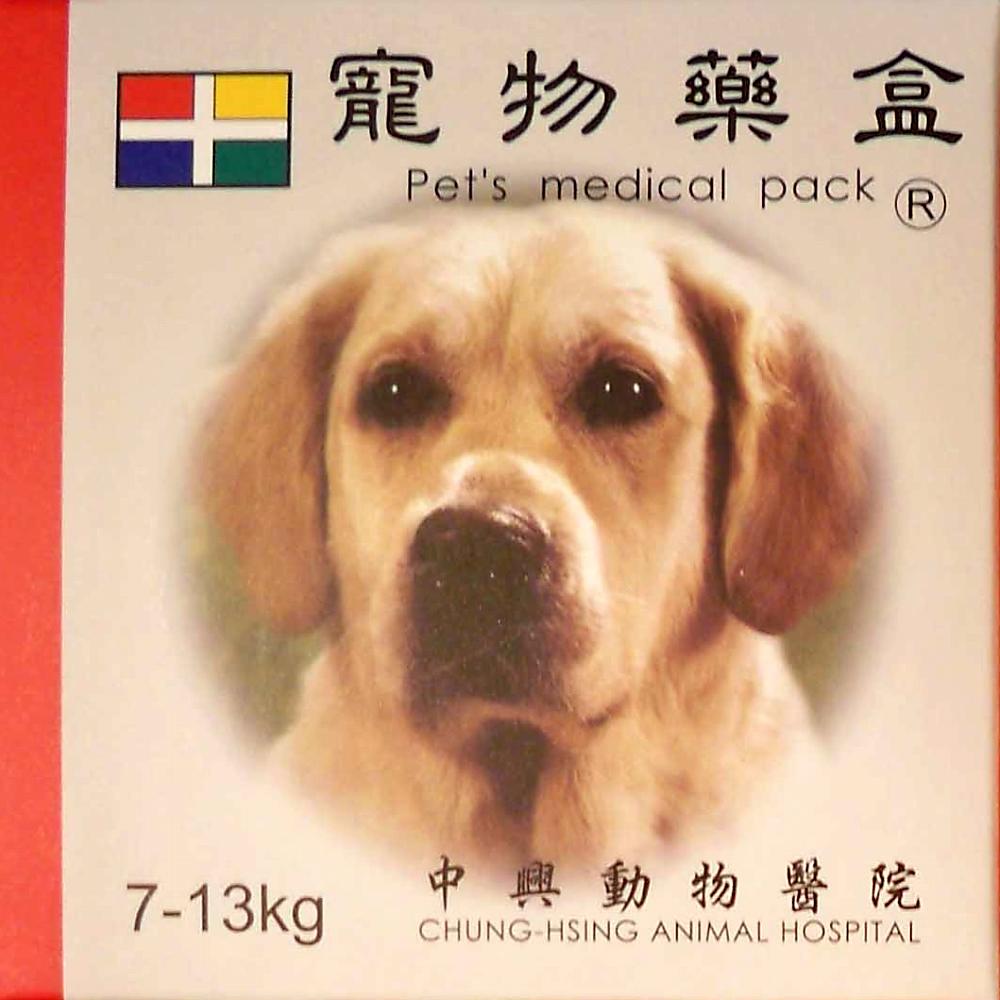 寵物藥盒
Pet's medical pack ®
7-13kg
中興動物醫院
CHUNG-HSING ANIMAL HOSPITAL